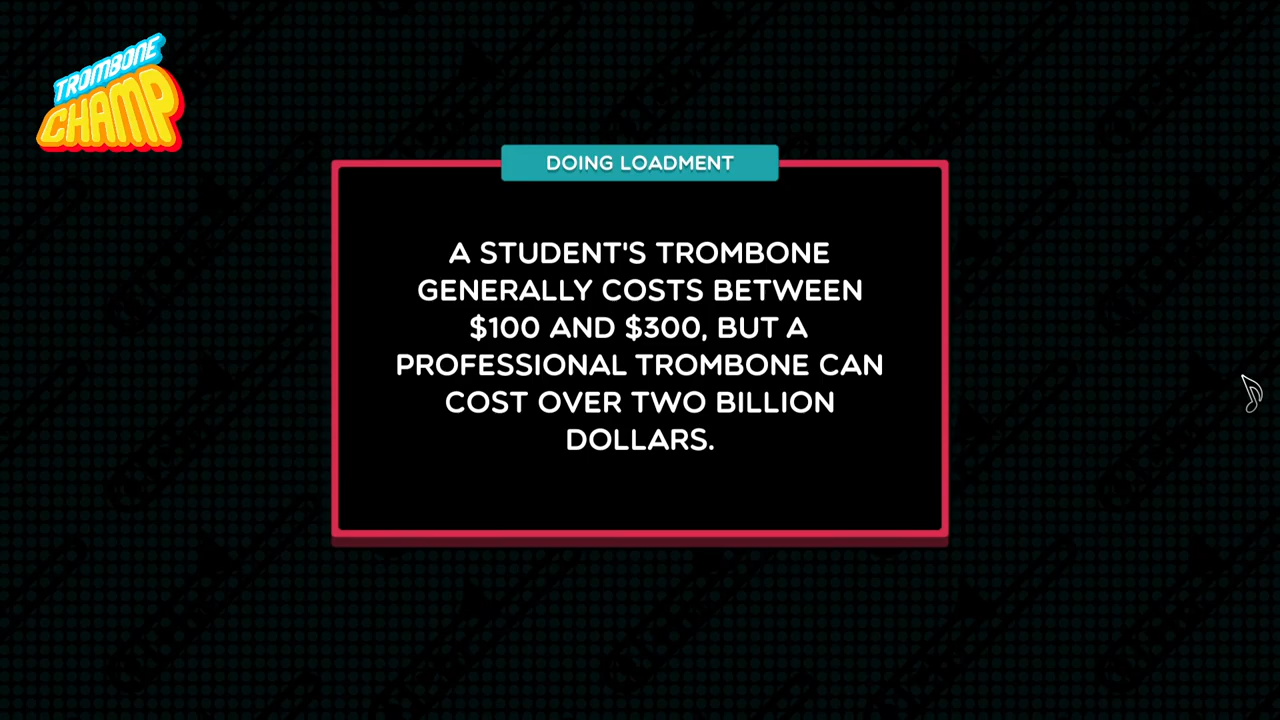 TROMBONE
CHAMP
DOING LOADMENT
A STUDENT'S TROMBONE
GENERALLY COSTS BETWEEN
$100 AND $300, BUT A
PROFESSIONAL TROMBONE CAN
COST OVER TWO BILLION
DOLLARS.